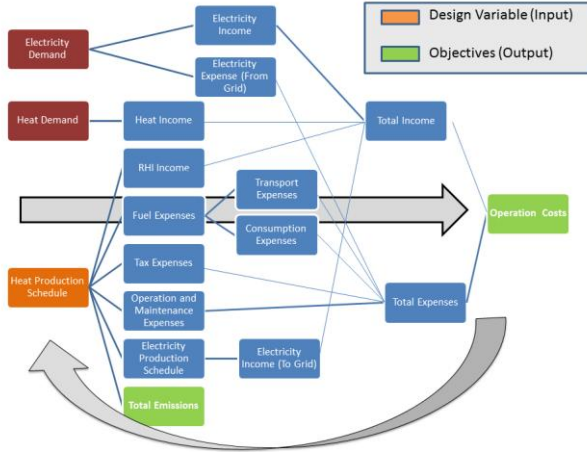 Design Variable (Input)
Objectives (Output)
Electricity
Demand
Electricity
Income
Electricity
Expense (From
Grid)
Heat Demand
Heat Income
Total Income
RHI Income
Transport
Expenses
Fuel Expenses
Consumption
Expenses
Operation Costs
Tax Expenses
Heat Production
Schedule
Operation and
Maintenance
Expenses
Total Expenses
Electricity
Production
Schedule
Electricity
Income (To Grid)
Total Emissions